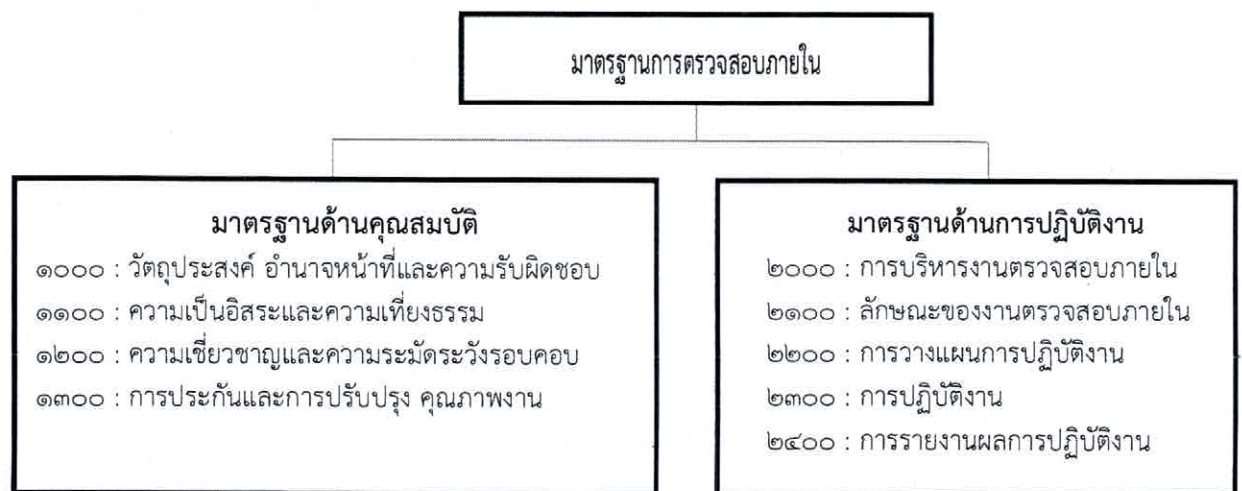 มาตรฐานการตรวจสอบภายใน
มาตรฐานด้านคุณสมบัติ
๑๐๐๐ : วัตถุประสงค์ อำนาจหน้าที่และความรับผิดชอบ
๑๑๐๐ : ความเป็นอิสระและความเที่ยงธรรม
๑๒๐๐ : ความเชี่ยวชาญและความระมัดระวังรอบคอบ
๑๓๐๐ : การประกันและการปรับปรุง คุณภาพงาน
มาตรฐานด้านการปฏิบัติงาน
๒๐๐๐ : การบริหารงานตรวจสอบภายใน
๒๑๐๐ : ลักษณะของงานตรวจสอบภายใน
๒๒๐๐ : การวางแผนการปฏิบัติงาน
๒๓๐๐ : การปฏิบัติงาน
๒๔๐๐ : การรายงานผลการปฏิบัติงาน